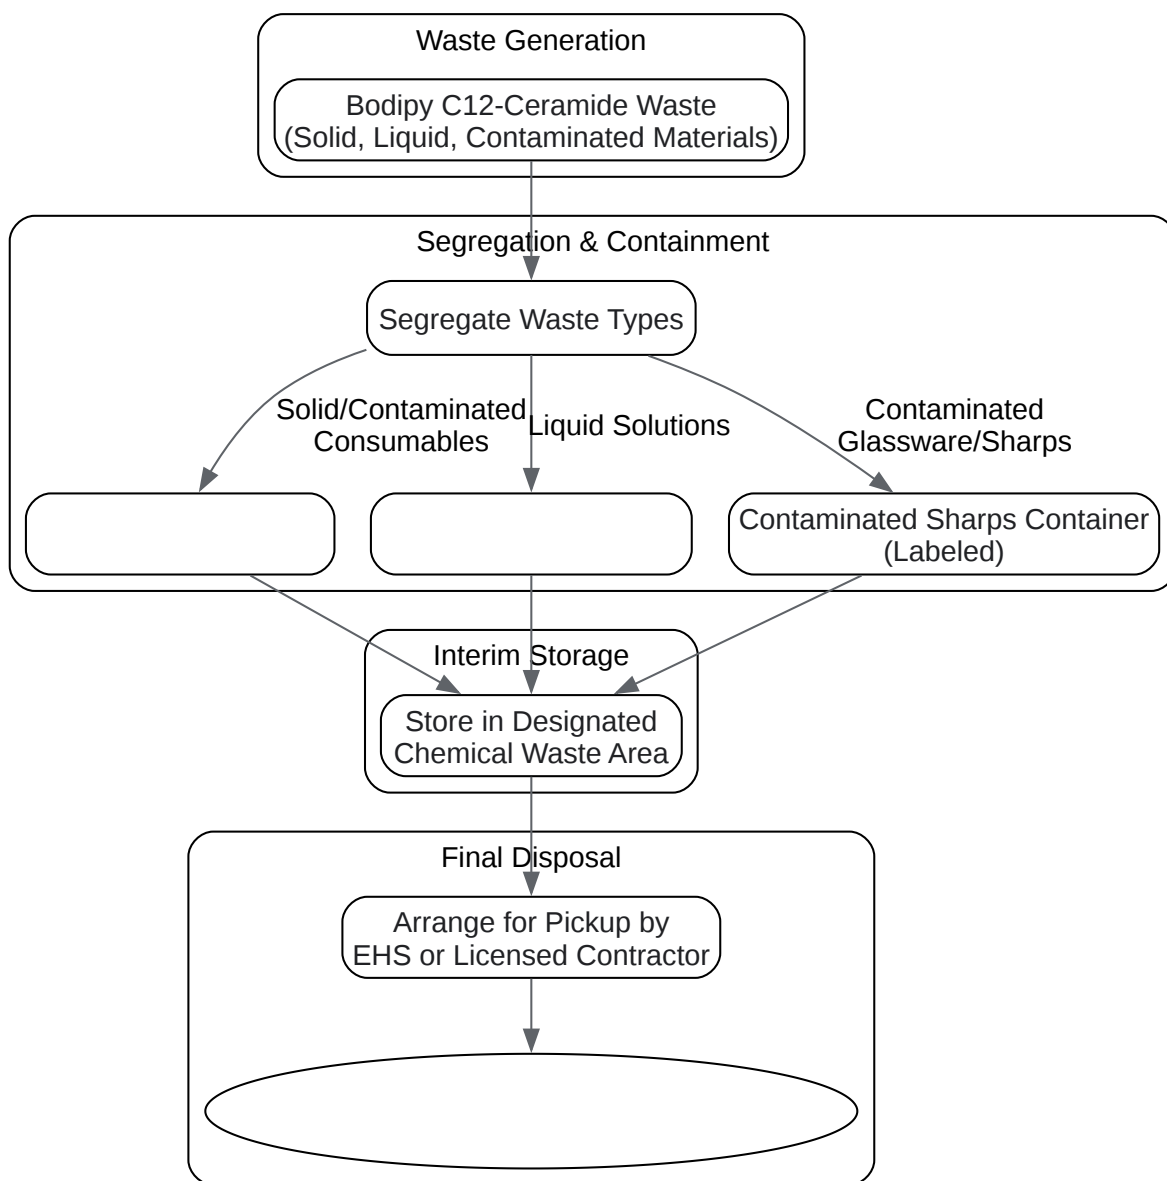 Waste Generation
Bodipy C12-Ceramide Waste
(Solid, Liquid, Contaminated Materials)
Segregation & Containment
Segregate Waste Types
Solid/Contaminated
Consumables
Liquid Solutions
Contaminated
Glassware/Sharps
Contaminated Sharps Container
(Labeled)
Interim Storage
Store in Designated
Chemical Waste Area
Final Disposal
Arrange for Pickup by
EHS or Licensed Contractor